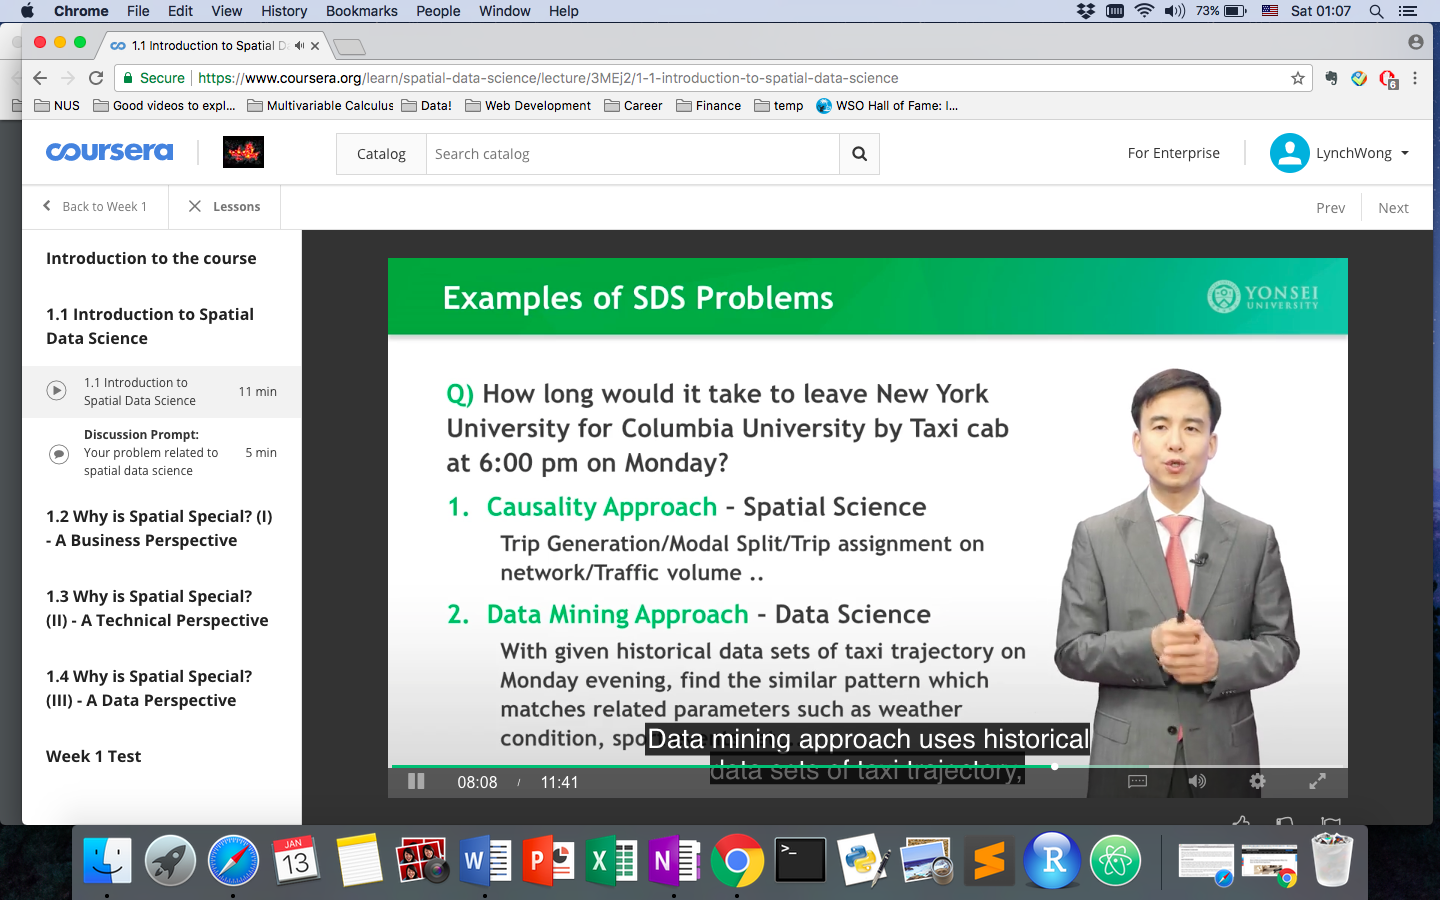 Chrome File Edit View History Bookmarks People Window Help 73% Sat 01:07
1.1 Introduction to Spatial Da
Secure https://www.coursera.org/learn/spatial-data-science/lecture/3MEj2/1-1-introduction-to-spatial-data-science
6
NUS Good videos to expl... Multivariable Calculus Data! Web Development Career Finance temp WSO Hall of Fame: I...
coursera Catalog Search catalog For Enterprise LynchWong
Back to Week 1 Lessons Prev Next
Introduction to the course
1.1 Introduction to Spatial
Data Science
1.1 Introduction to
Spatial Data Science
11 min
Discussion Prompt:
Your problem related to
spatial data science
5 min
1.2 Why is Spatial Special? (I)
- A Business Perspective
1.3 Why is Spatial Special?
(II) - A Technical Perspective
1.4 Why is Spatial Special?
(III) - A Data Perspective
Week 1 Test
Examples of SDS Problems
YONSEI
UNIVERSITY
Q) How long would it take to leave New York
University for Columbia University by Taxi cab
at 6:00 pm on Monday?
1. Causality Approach – Spatial Science
Trip Generation/Modal Split/Trip assignment on
network/Traffic volume ..
2. Data Mining Approach – Data Science
With given historical data sets of taxi trajectory on
Monday evening, find the similar pattern which
matches related parameters such as weather
condition,
Data mining approach uses historical
data sets of taxi trajectory,
08:08 / 11:41
JAN
13
W P X N >_ S R